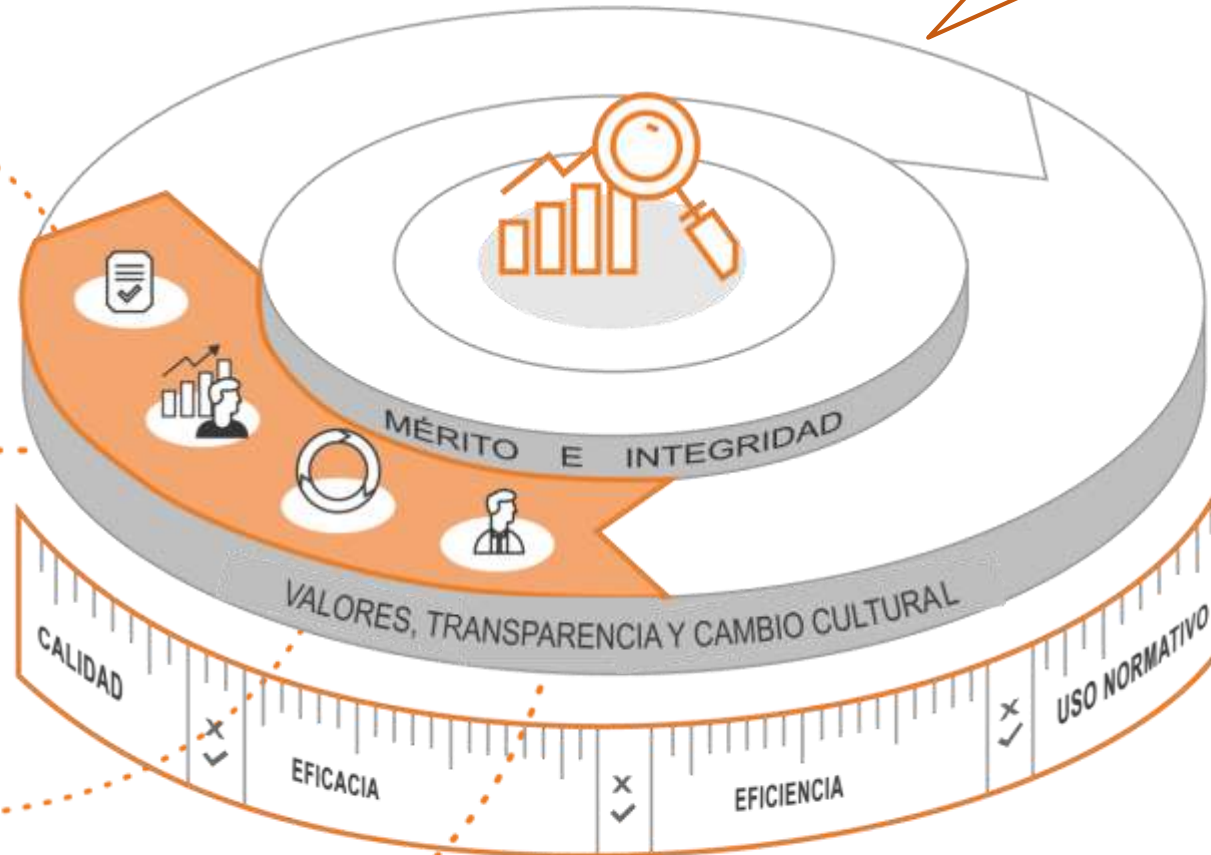 MÉRITO E INTEGRIDAD
VALORES, TRANSPARENCIA Y CAMBIO CULTURAL
CALIDAD
EFICACIA
EFICIENCIA
USO NORMATIVO